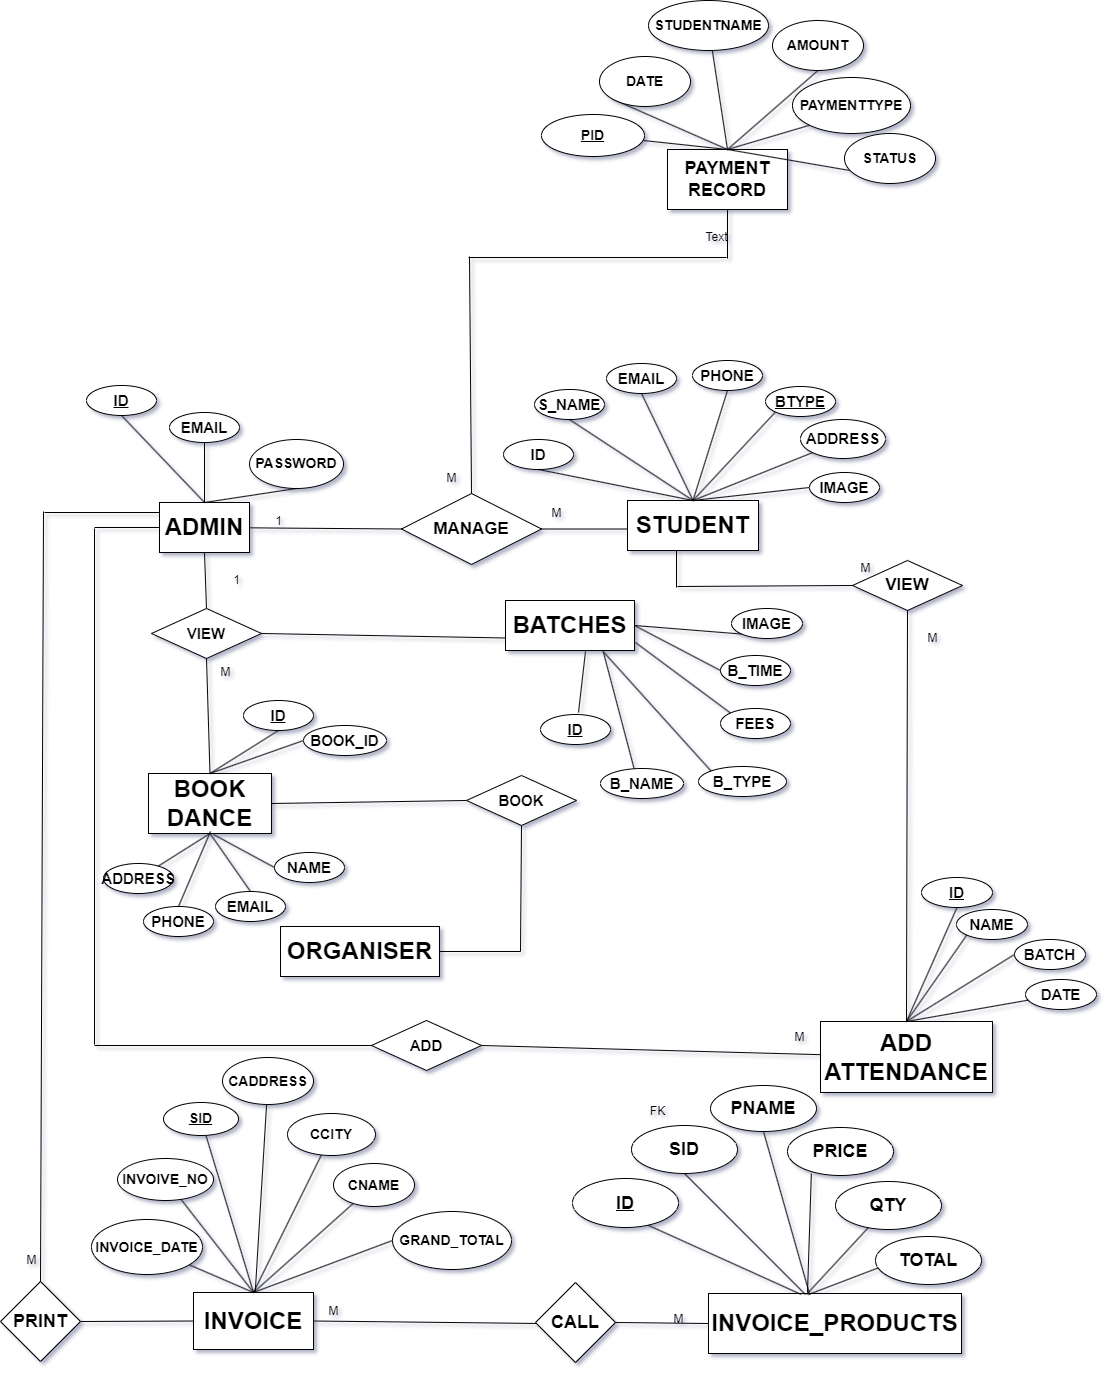 STUDENTNAME
AMOUNT
DATE
PAYMENTTYPE
PID
STATUS
PAYMENT
RECORD
Text
PHONE
EMAIL
BTYPE
S_NAME
ID
EMAIL
ADDRESS
ID
PASSWORD
IMAGE
M
ADMIN
1
MANAGE
M
STUDENT
M
VIEW
1
VIEW
BATCHES
IMAGE
M
M
B_TIME
ID
BOOK_ID
ID
FEES
B_NAME
B_TYPE
BOOK
DANCE
BOOK
NAME
ADDRESS
EMAIL
PHONE
ORGANISER
ID
NAME
BATCH
DATE
ADD
M
ADD
ATTENDANCE
CADDRESS
SID
CCITY
INVOIVE_NO
CNAME
INVOICE_DATE
GRAND_TOTAL
FK
PNAME
SID
PRICE
ID
QTY
TOTAL
M
PRINT
INVOICE
M
CALL
M
INVOICE_PRODUCTS